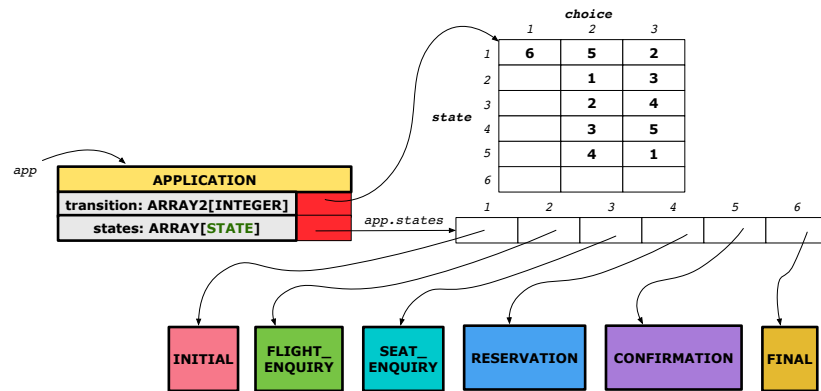 choice
1 2 3
1 6 5 2
2 1 3
3 2 4
state
4 3 5
5 4 1
6
app
APPLICATION
transition: ARRAY2[INTEGER]
states: ARRAY[STATE]
app.states
1 2 3 4 5 6
INITIAL
FLIGHT_
ENQUIRY
SEAT_
ENQUIRY
RESERVATION
CONFIRMATION
FINAL